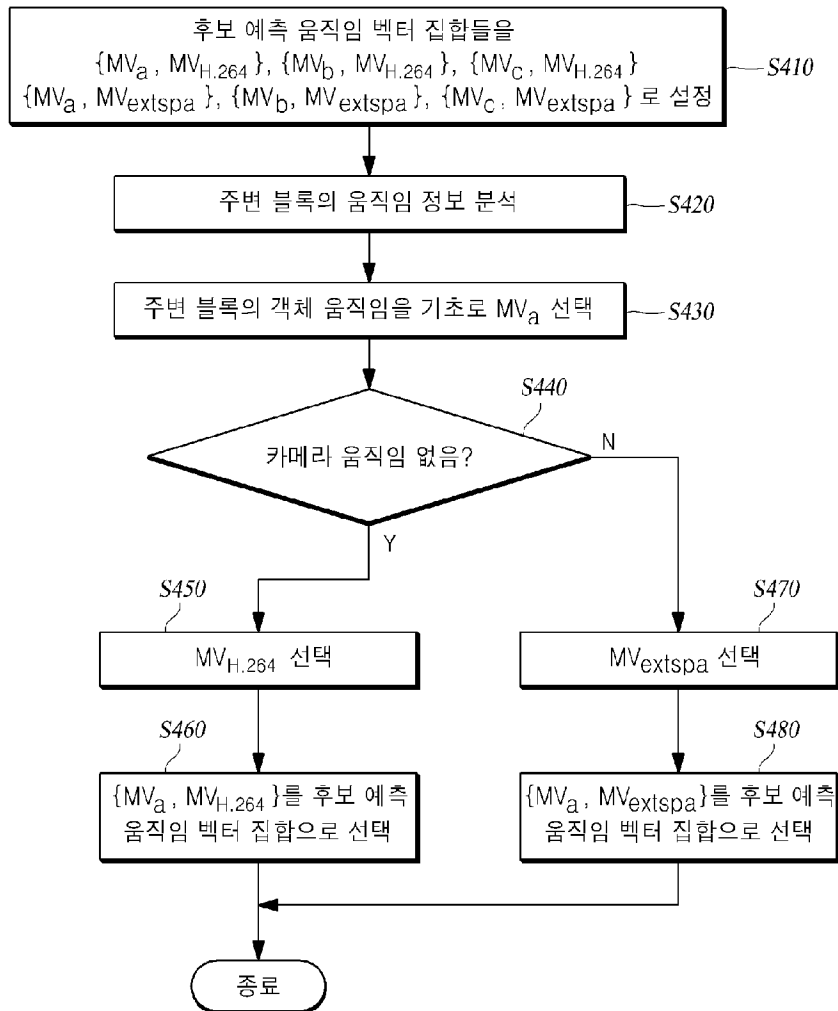 후보 예측 움직임 벡터 집합들을
{MVa, MVH.264}, {MVb, MVH.264}, {MVc, MVH.264}
{MVa, MVextspa}, {MVb, MVextspa}, {MVc, MVextspa} 로 설정
S410
주변 블록의 움직임 정보 분석
S420
주변 블록의 객체 움직임을 기초로 MVa 선택
S430
S440
카메라 움직임 없음?
N
Y
S450
MVH.264 선택
S470
MVextspa 선택
S460
{MVa, MVH.264}를 후보 예측
움직임 벡터 집합으로 선택
S480
{MVa, MVextspa}를 후보 예측
움직임 벡터 집합으로 선택
종료